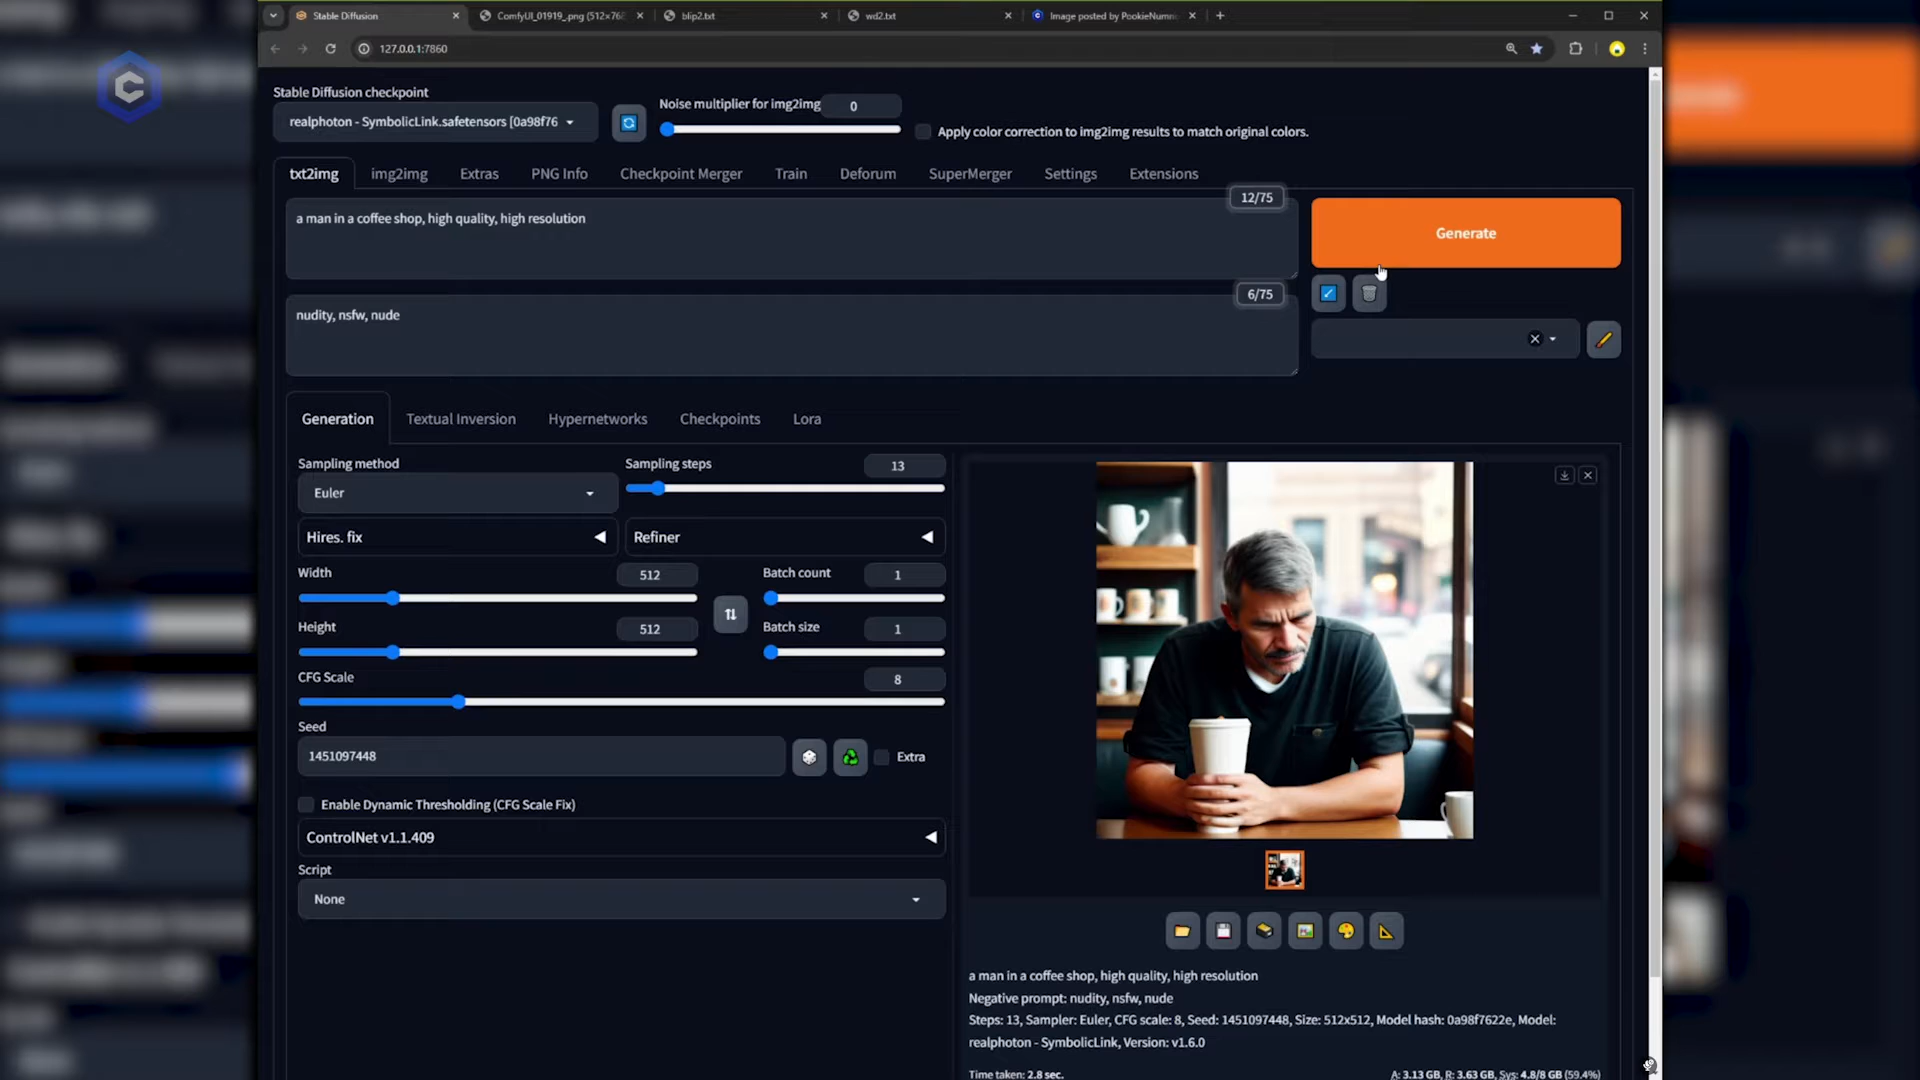 Stable Diffusion
ComfyUI_01919_.png (512×768
blip2.txt
wd2.txt
Image posted by PookieNumn
127.0.0.1:7860
Stable Diffusion checkpoint
realphoton - SymbolicLink.safetensors [0a98f76
Noise multiplier for img2img
0
Apply color correction to img2img results to match original colors.
txt2img
img2img
Extras
PNG Info
Checkpoint Merger
Train
Deforum
SuperMerger
Settings
Extensions
12/75
a man in a coffee shop, high quality, high resolution
Generate
6/75
nudity, nsfw, nude
Generation
Textual Inversion
Hypernetworks
Checkpoints
Lora
Sampling method
Euler
Sampling steps
13
Hires. fix
Refiner
Width
512
Batch count
1
Height
512
Batch size
1
CFG Scale
8
Seed
1451097448
Extra
Enable Dynamic Thresholding (CFG Scale Fix)
ControlNet v1.1.409
Script
None
a man in a coffee shop, high quality, high resolution
Negative prompt: nudity, nsfw, nude
Steps: 13, Sampler: Euler, CFG scale: 8, Seed: 1451097448, Size: 512x512, Model hash: 0a98f7622e, Model:
realphoton - SymbolicLink, Version: v1.6.0
Time taken: 2.8 sec.
A: 3.13 GB, R: 3.63 GB, Sys: 4.8/8 GB (59.4%)